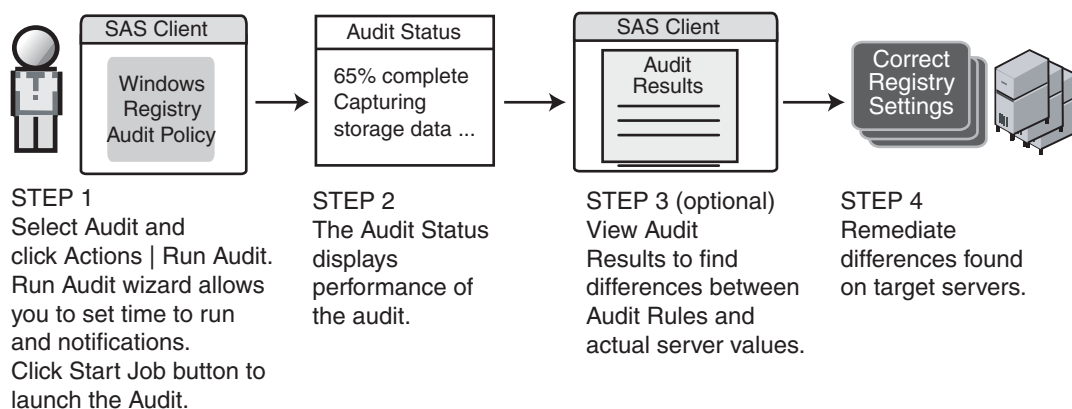 SAS Client
Windows
Registry
Audit Policy
Audit Status
65% complete
Capturing
storage data ...
SAS Client
Audit
Results
Correct
Registry
Settings
STEP 1
Select Audit and
click Actions | Run Audit.
Run Audit wizard allows
you to set time to run
and notifications.
Click Start Job button to
launch the Audit.
STEP 2
The Audit Status
displays
performance of
the audit.
STEP 3 (optional)
View Audit
Results to find
differences between
Audit Rules and
actual server values.
STEP 4
Remediate
differences found
on target servers.